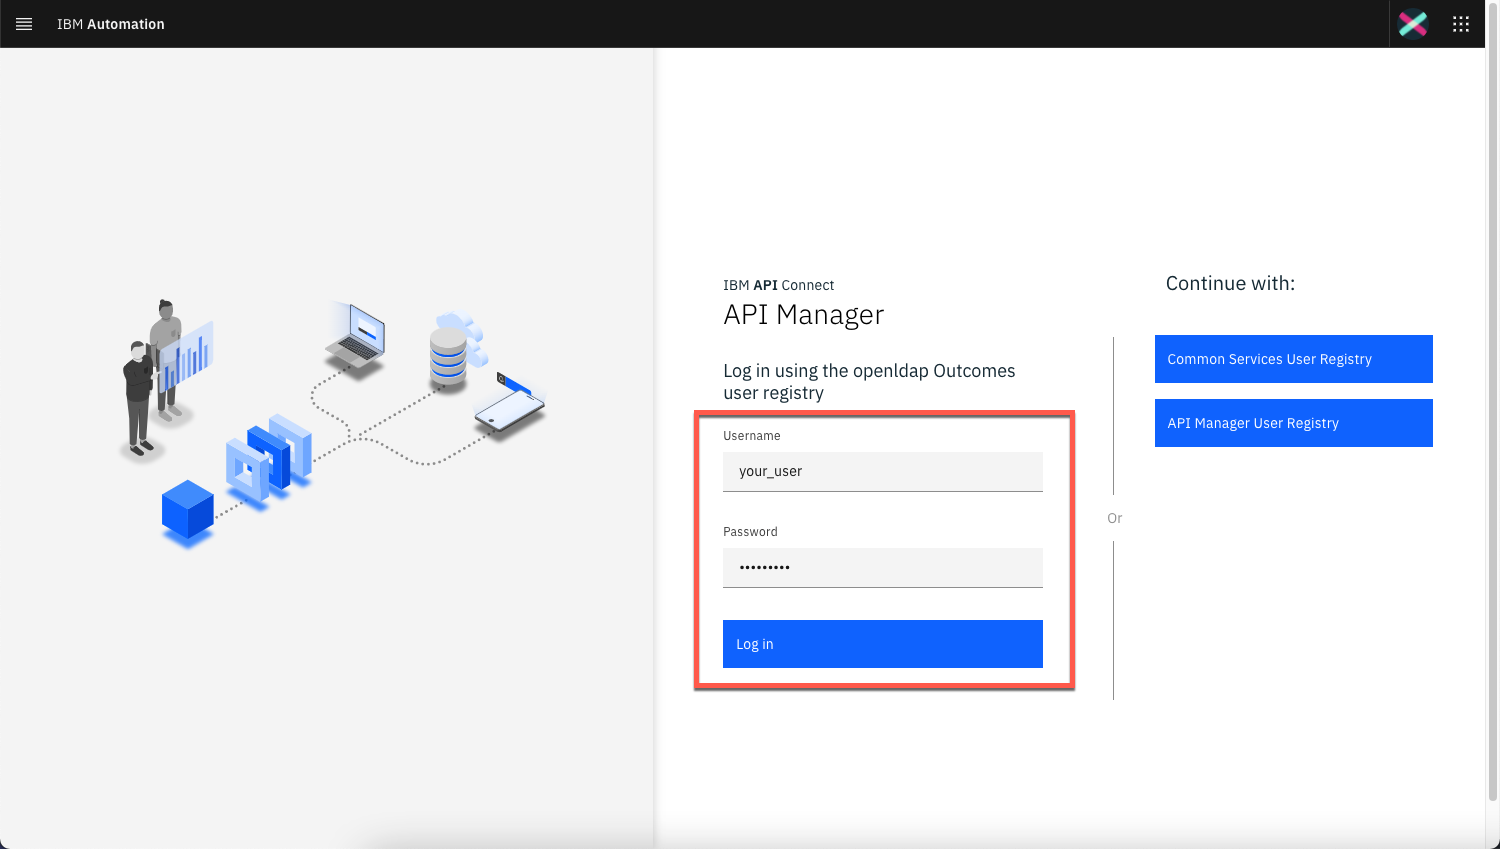 IBM Automation
IBM API Connect
API Manager
Log in using the openldap Outcomes
user registry
Username
your_user
Password
•••••••••
Log in
Or
Continue with:
Common Services User Registry
API Manager User Registry